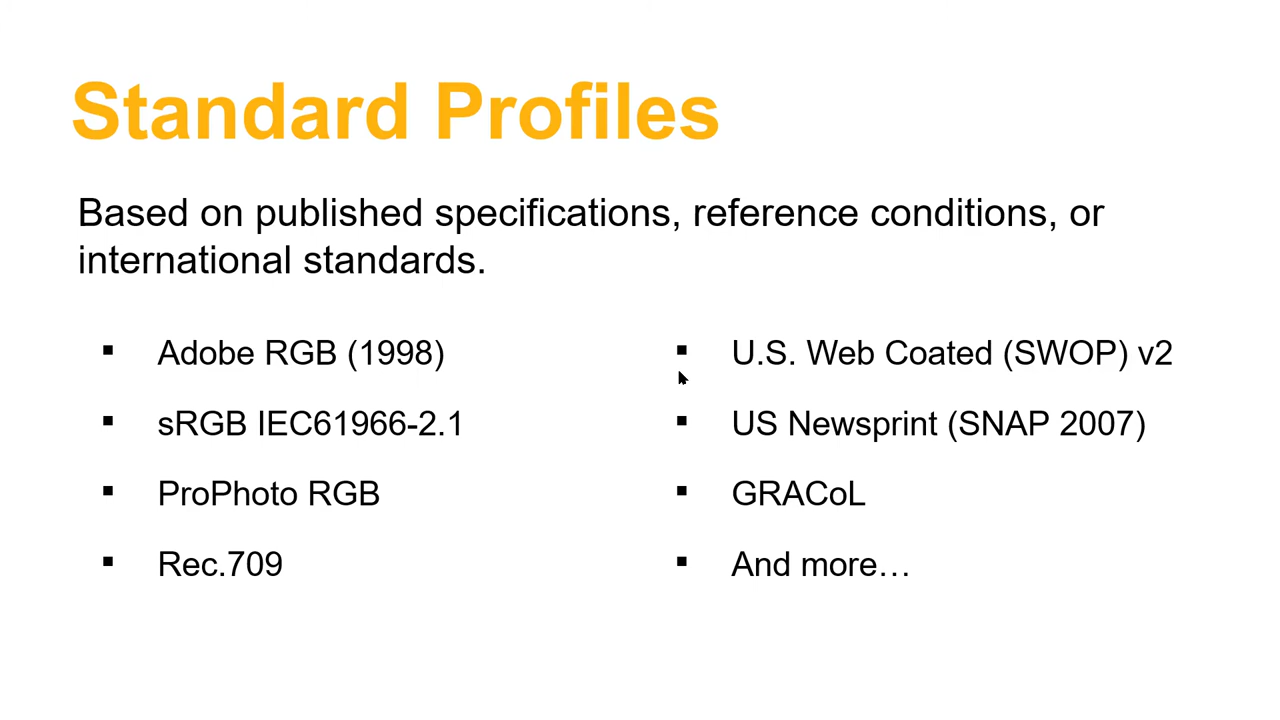 Standard Profiles
Based on published specifications, reference conditions, or
international standards.
▪ Adobe RGB (1998)
▪ sRGB IEC61966-2.1
▪ ProPhoto RGB
▪ Rec.709
▪ U.S. Web Coated (SWOP) v2
▪ US Newsprint (SNAP 2007)
▪ GRACoL
▪ And more…